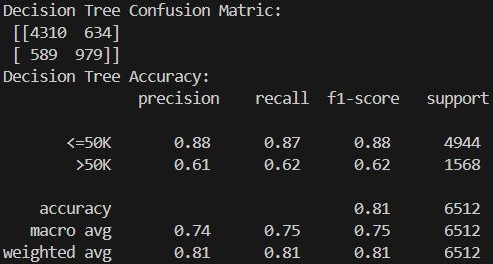 Decision Tree Confusion Matric:
[[4310 634]
[ 589 979]]
Decision Tree Accuracy:
precision recall f1-score support
<=50K 0.88 0.87 0.88 4944
>50K 0.61 0.62 0.62 1568
accuracy 0.81 6512
macro avg 0.74 0.75 0.75 6512
weighted avg 0.81 0.81 0.81 6512